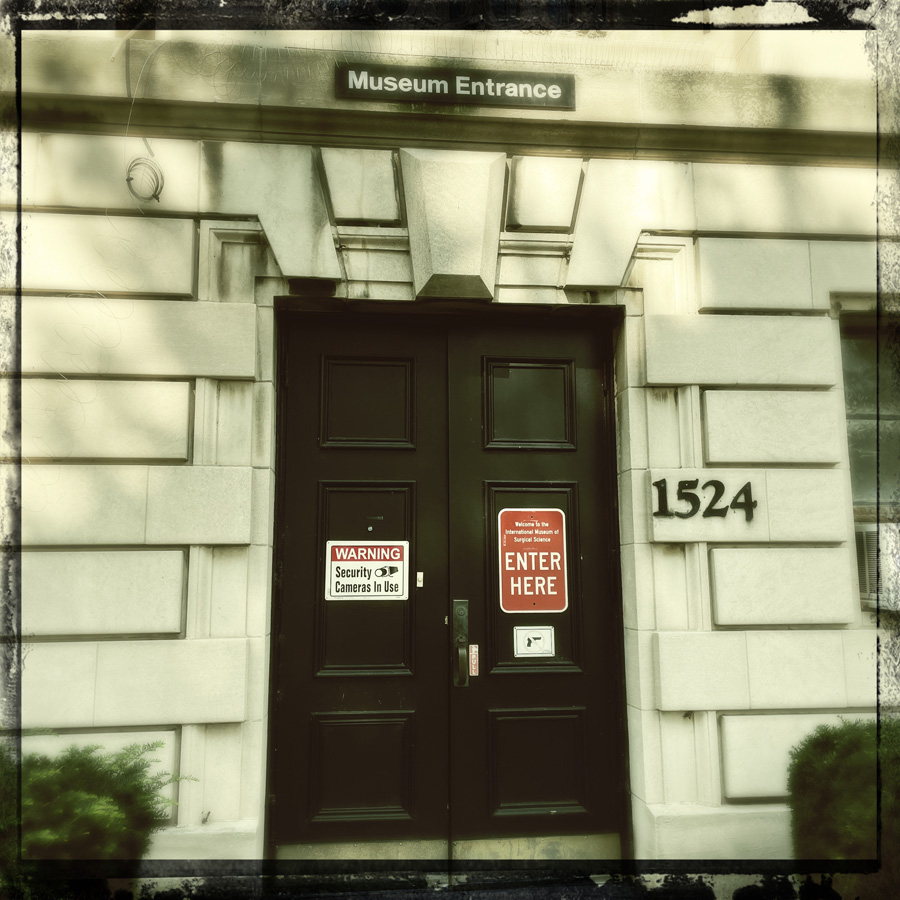 Museum Entrance
1524
WARNING
Security
Cameras In Use
Welcome To the
International Museum of
Surgical Science
ENTER
HERE